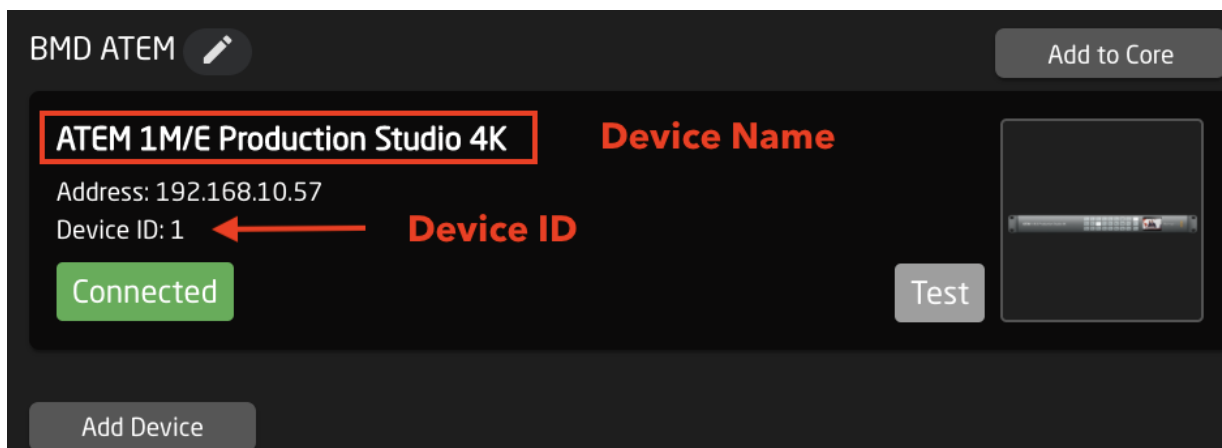 BMD ATEM
Add to Core
ATEM 1M/E Production Studio 4K
Device Name
Address: 192.168.10.57
Device ID: 1
Device ID
Connected
Test
Add Device